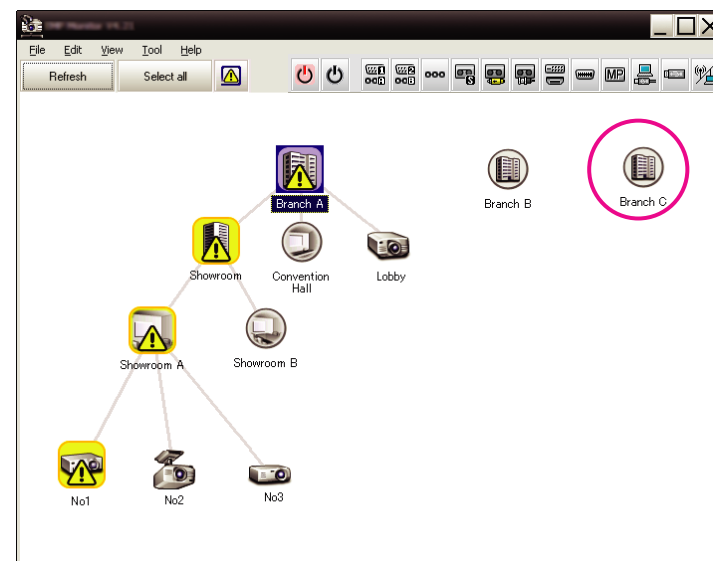 File Edit View Tool Help
Refresh Select all
MP
Branch A
Branch B
Branch C
Showroom
Convention
Hall
Lobby
Showroom A
Showroom B
No1
No2
No3